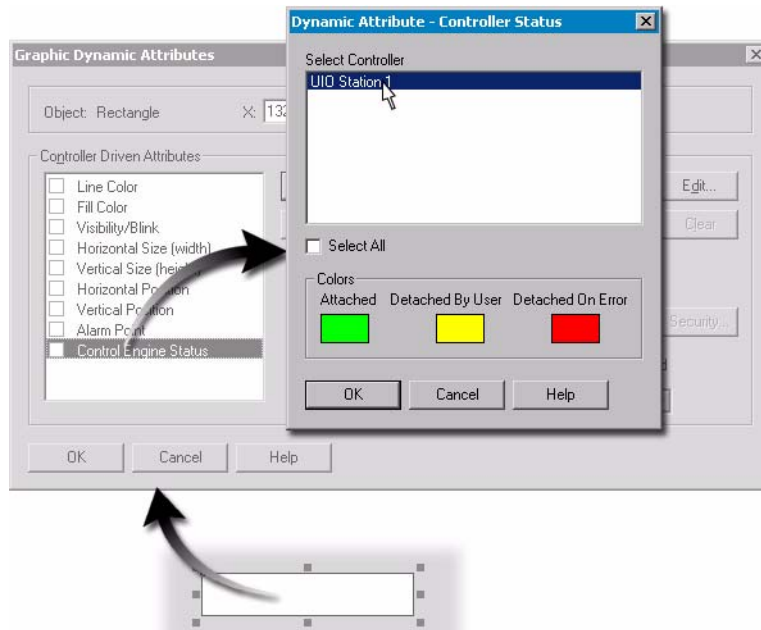 Dynamic Attribute - Controller Status
Select Controller
UIO Station 1
Select All
Colors
Attached Detached By User Detached On Error
OK Cancel Help
Graphic Dynamic Attributes
Object: Rectangle X: 132
Controller Driven Attributes
Line Color
Fill Color
Visibility/Blink
Horizontal Size (width)
Vertical Size
Horizontal Position
Vertical Position
Alarm Point
Control Engine Status
Edit...
Clear
Security...
OK Cancel Help